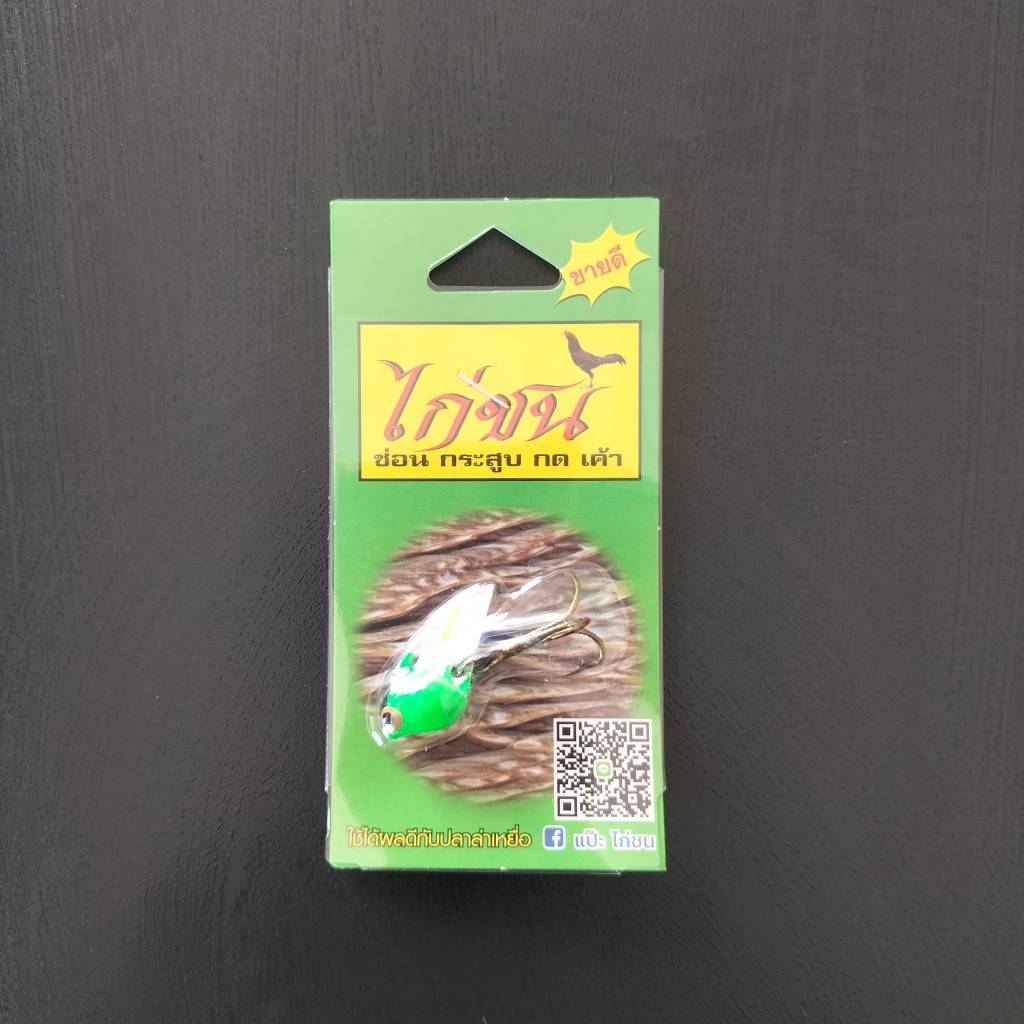 ขายดี
ไก่ชน
ช่อน กระสูบ กด เค้า
ใช้ได้ผลดีกับปลาล่าเหยื่อ แป๊ะ ไก่ชน